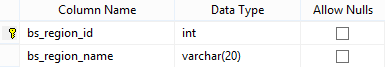 Column Name Data Type Allow Nulls
bs_region_id int
bs_region_name varchar(20)